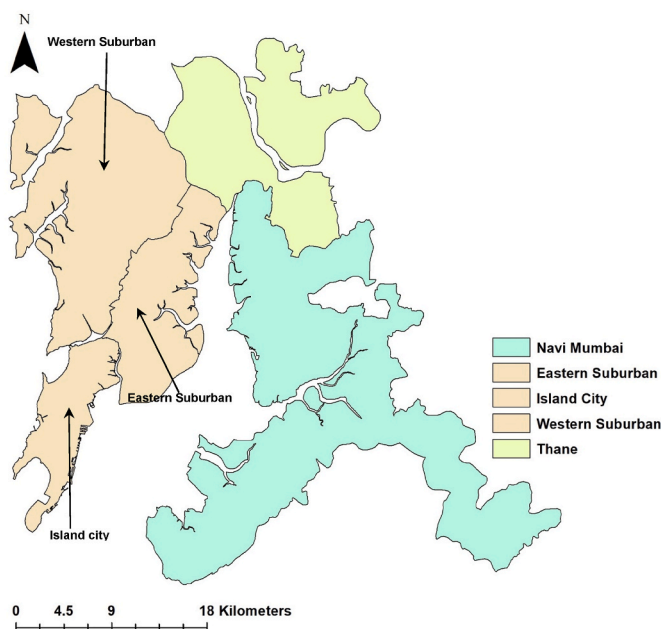 N
Western Suburban
Navi Mumbai
Eastern Suburban
Island City
Western Suburban
Thane
Eastern Suburban
Island city
0 4.5 9 18 Kilometers